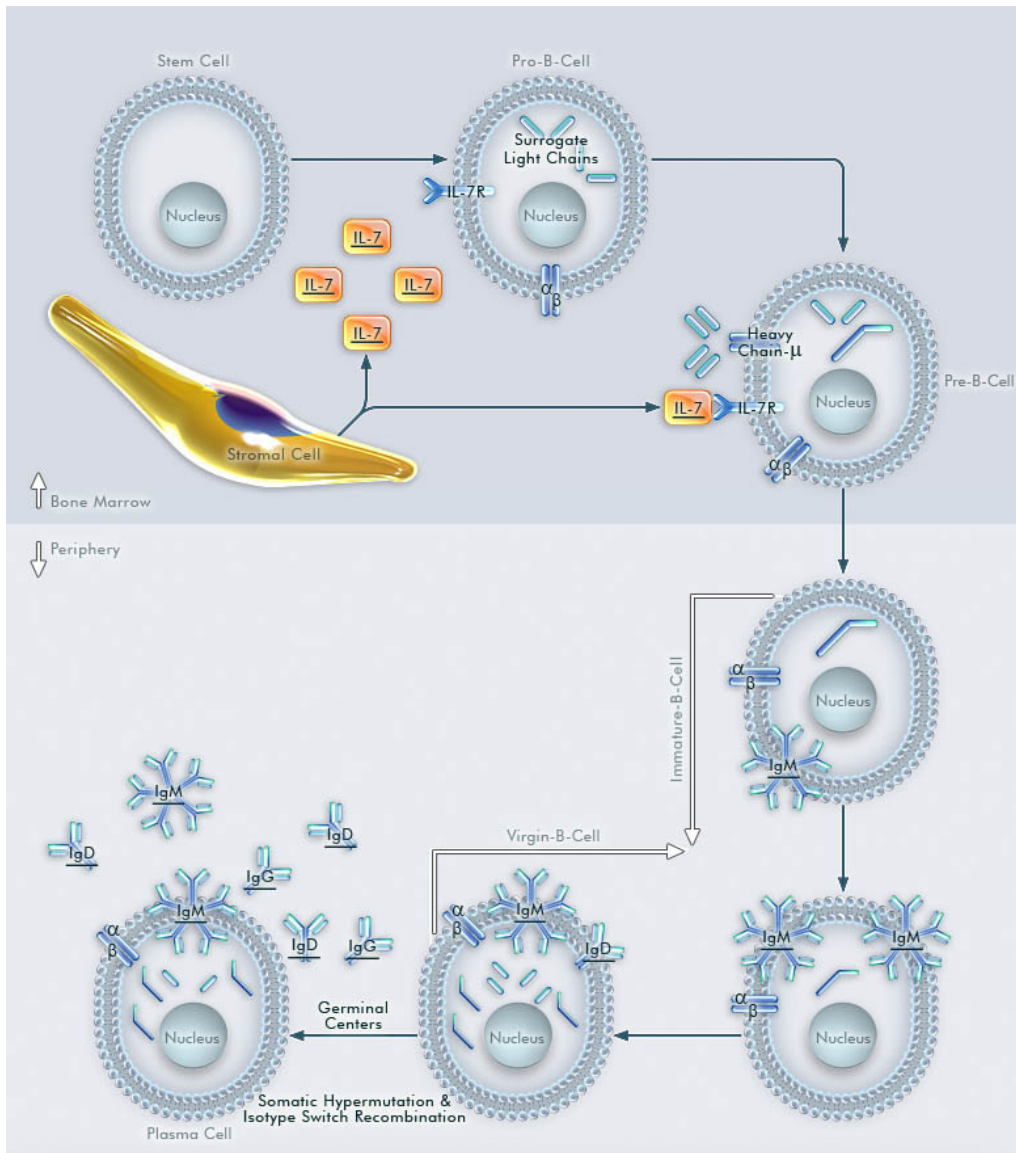 Stem Cell
Pro-B-Cell
Surrogate
Light Chains
IL-7R
Nucleus
Nucleus
IL-7
IL-7
IL-7
IL-7
α
β
Heavy
Chain-μ
Nucleus
Pre-B-Cell
IL-7
IL-7R
Stromal Cell
α
β
Bone Marrow
Periphery
Immature-B-Cell
α
β
Nucleus
IgM
IgM
IgD
IgD
IgG
Virgin-B-Cell
IgM
α
β
IgD
IgG
α
β
IgM
IgD
IgM
IgM
α
β
Germinal
Centers
Nucleus
Nucleus
Nucleus
Somatic Hypermutation &
Isotype Switch Recombination
Plasma Cell